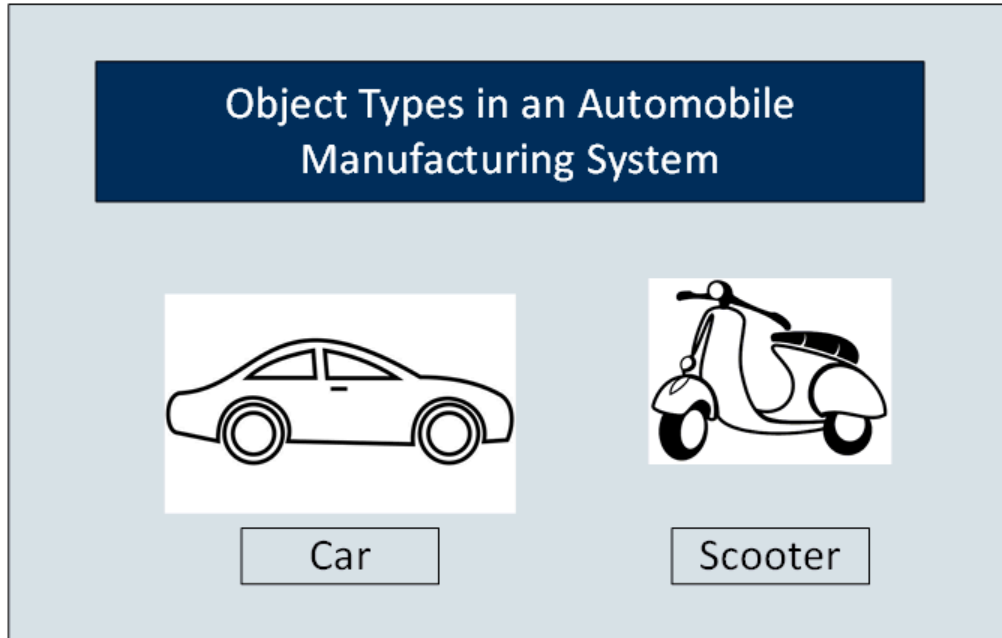 Object Types in an Automobile
Manufacturing System
Car
Scooter